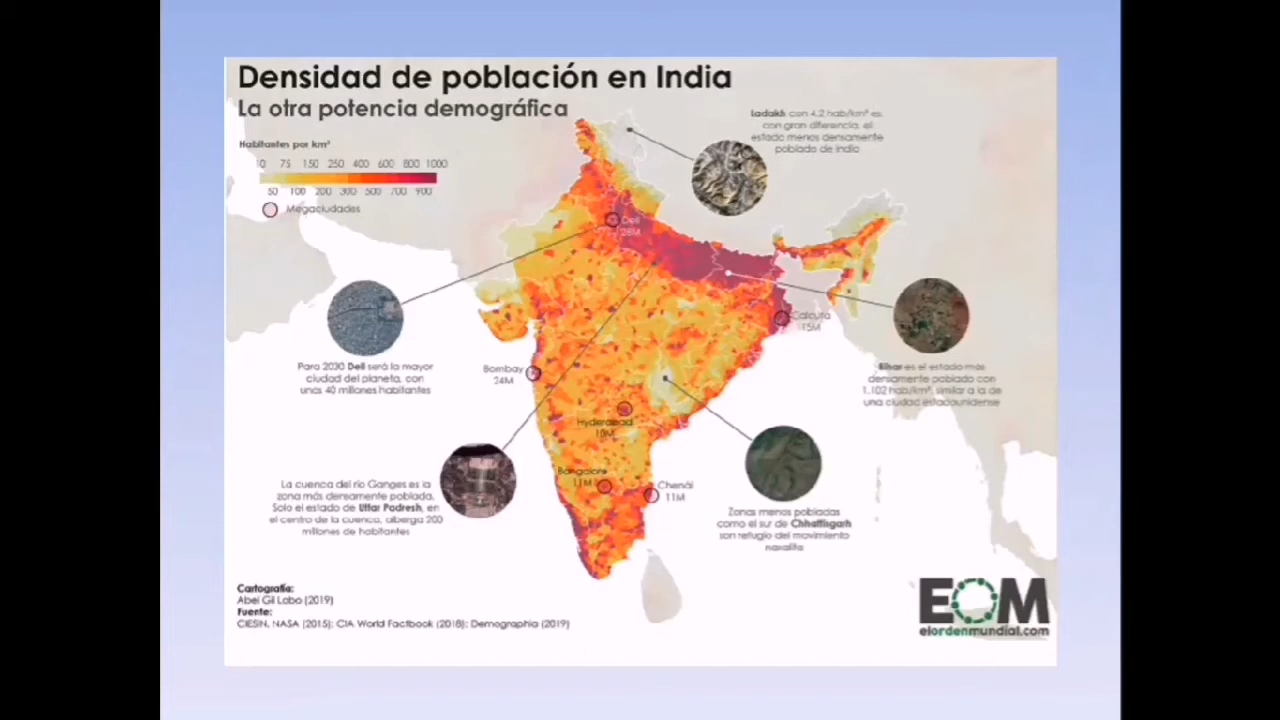 Densidad de población en India
La otra potencia demográfica
Habitantes por km²
10 75 150 250 400 600 800 1000
50 100 200 300 500 700 900
Megaciudades
Ladakh con 4,2 hab/km² es,
con gran diferencia, el
estado menos densamente
poblado de India
Deli
28M
Para 2030 Deli será la mayor
ciudad del planeta, con
unos 40 millones habitantes
Calcuta
15M
Bombay
24M
Bihar es el estado más
densamente poblado con
1.102 hab/km², similar a la de
una ciudad estadounidense
Hyderabad
10M
Bangalore
11M
Chenái
11M
La cuenca del río Ganges es la
zona más densamente poblada.
Solo el estado de Uttar Pradesh, en
el centro de la cuenca, alberga 200
millones de habitantes
Zonas menos pobladas
como el sur de Chhattisgarh
son refugio del movimiento
naxalita
Cartografía:
Abel Gil Lobo (2019)
Fuente:
CIESIN, NASA (2015); CIA World Factbook (2018); Demographia (2019)
EOM
elordenmundial.com